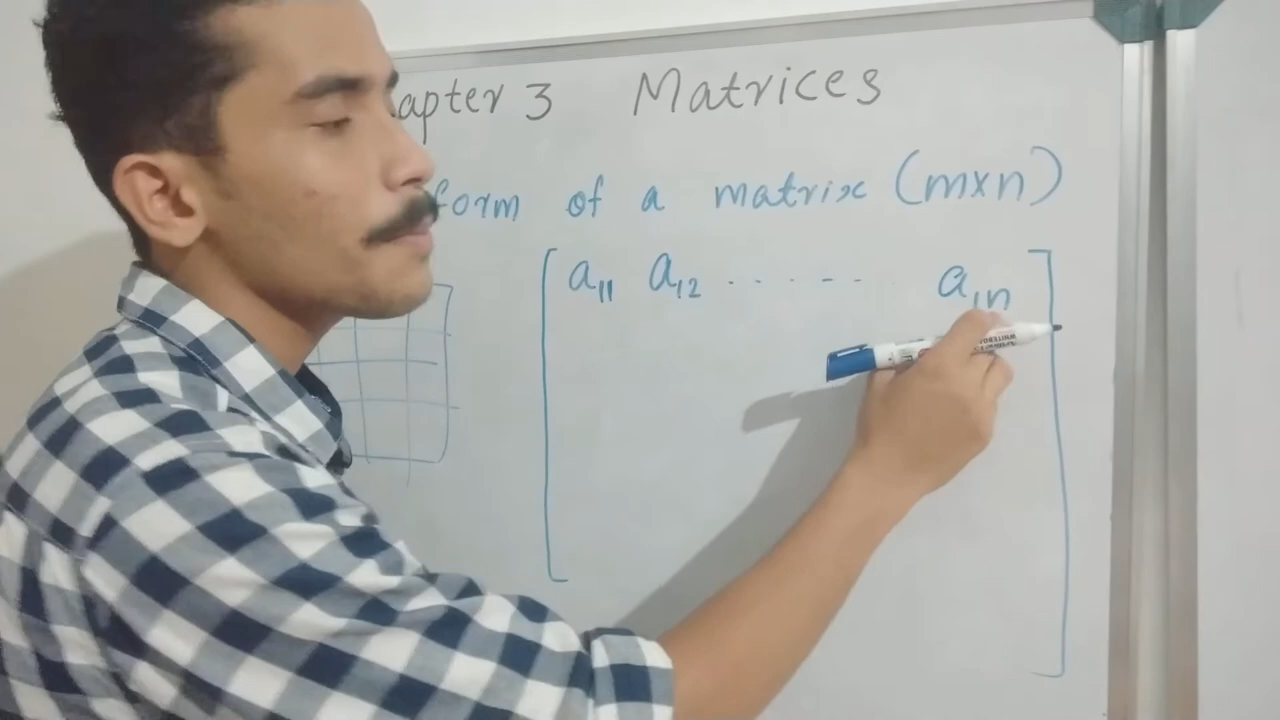 apter 3 Matrices
form of a matrix (m×n)
a₁₁ a₁₂ . . . . - - . a₁n